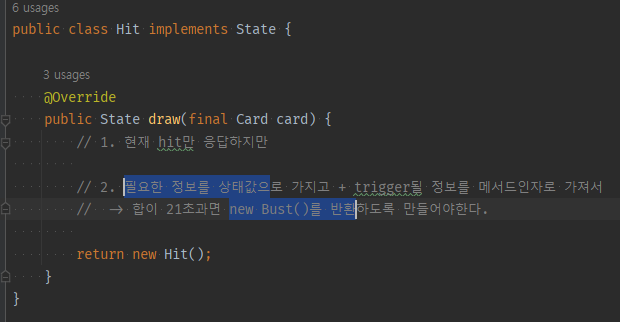 6 usages
public class Hit implements State {
3 usages
@Override
public State draw(final Card card) {
// 1. 현재 hit만 응답하지만
// 2. 필요한 정보를 상태값으로 가지고 + trigger될 정보를 메서드인자로 가져서
// -> 합이 21초과면 new Bust()를 반환하도록 만들어야한다.
return new Hit();
}
}